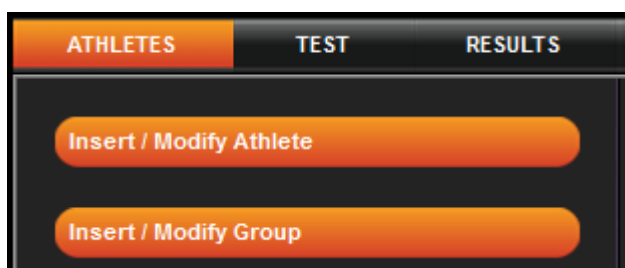 ATHLETES TEST RESULTS
Insert / Modify Athlete
Insert / Modify Group